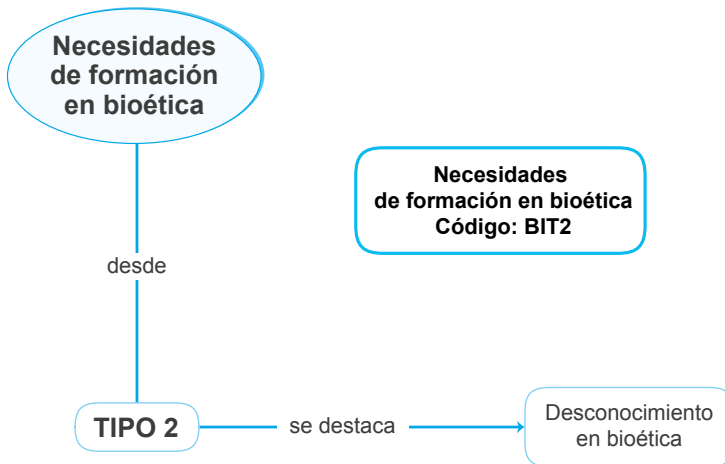 Necesidades
de formación
en bioética
Necesidades
de formación en bioética
Código: BIT2
desde
TIPO 2
se destaca
Desconocimiento
en bioética